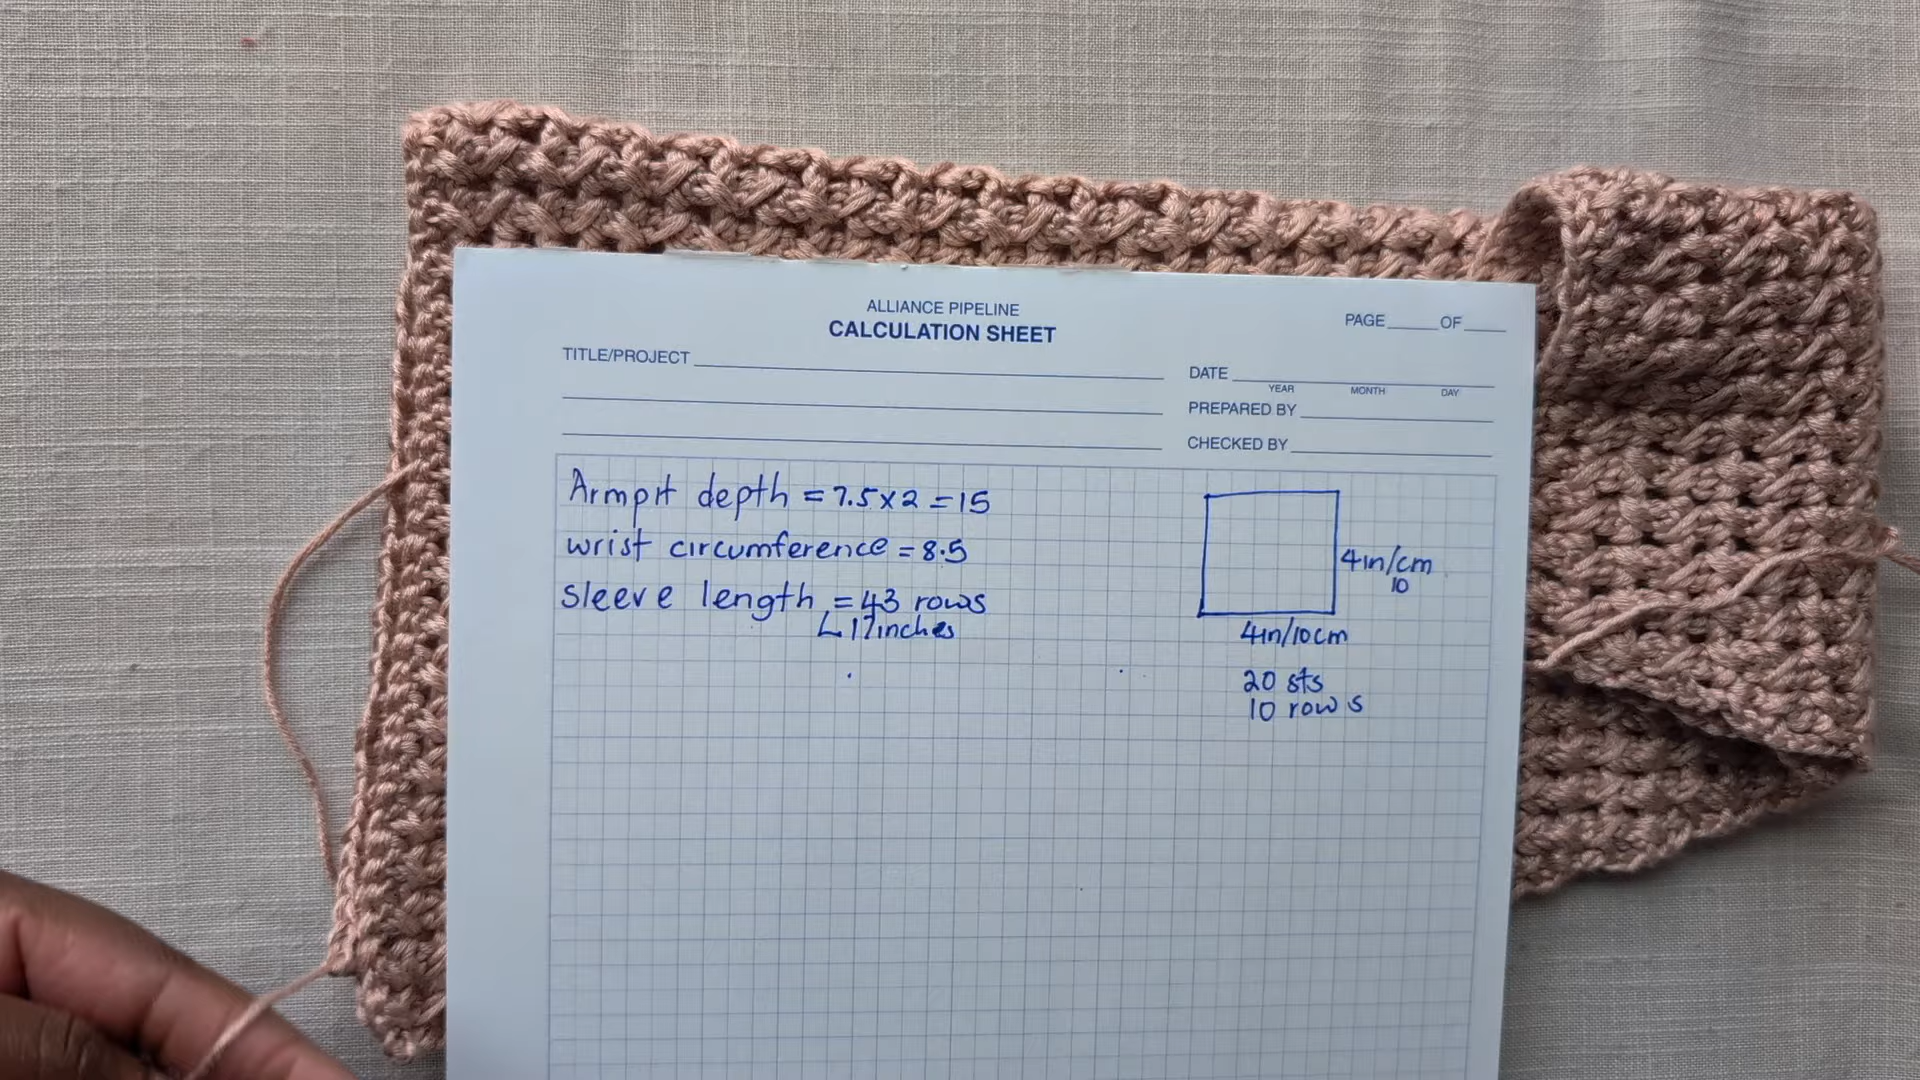 ALLIANCE PIPELINE
CALCULATION SHEET
PAGE OF
TITLE/PROJECT
DATE
YEAR MONTH DAY
PREPARED BY
CHECKED BY
Armpit depth = 7.5 x 2 = 15
wrist circumference = 8.5
sleeve length = 43 rows
17 inches
4in/cm
10
4in/10cm
20 sts
10 rows